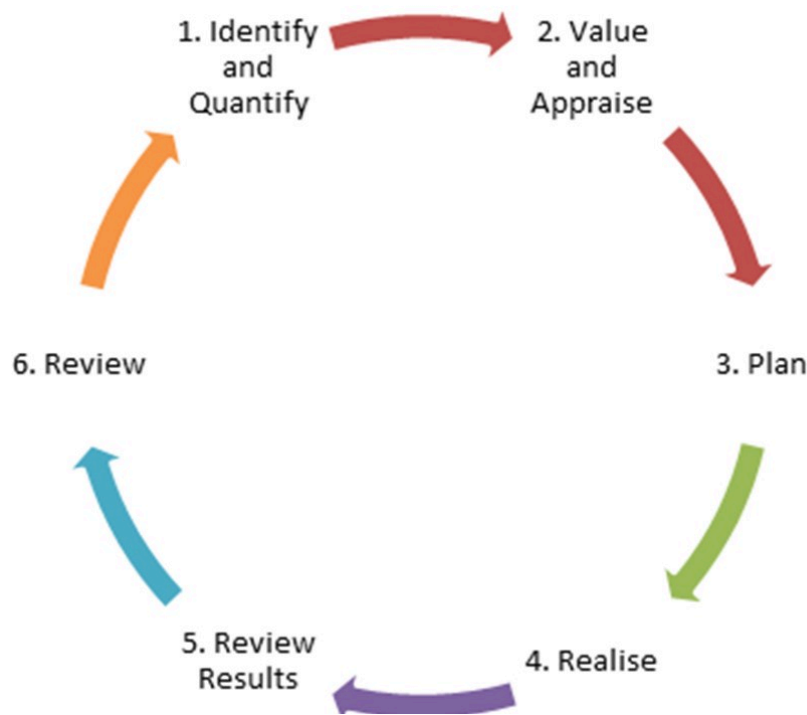 1. Identify
and
Quantify
2. Value
and
Appraise
3. Plan
4. Realise
5. Review
Results
6. Review